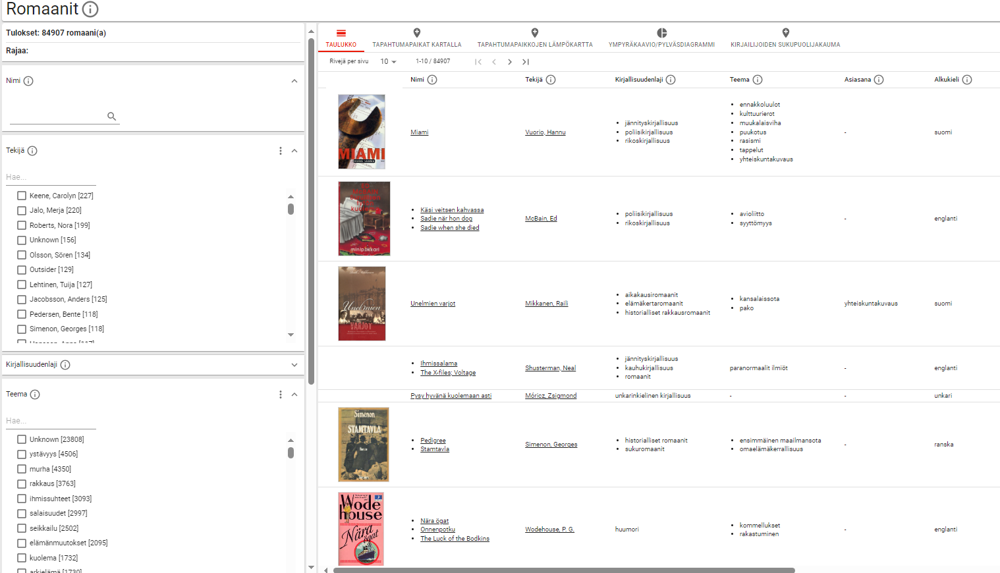 Romaanit
Tulokset: 84907 romaani(a)
Rajaa:
Nimi
Tekijä
Hae...
Keene, Carolyn [227]
Jalo, Merja [220]
Roberts, Nora [199]
Unknown [156]
Olsson, Sören [134]
Outsider [129]
Lehtinen, Tuija [127]
Jacobsson, Anders [125]
Pedersen, Bente [118]
Simenon, Georges [118]
Kirjallisuudenlaji
Teema
Hae...
Unknown [23808]
ystävyys [4506]
murha [4350]
rakkaus [3763]
ihmissuhteet [3093]
salaisuudet [2997]
seikkailu [2502]
elämänmuutokset [2095]
kuolema [1732]
arkielämä [1730]
TAULUKKO
TAPAHTUMAPAIKAT KARTALLA
TAPAHTUMAPAIKKOJEN LÄMPÖKARTTA
YMPYRÄKAAVIO/PYLVÄSDIAGRAMMI
KIRJAILIJOIDEN SUKUPUOLIJAKAUMA
Rivejä per sivu 10 1-10 / 84907
Nimi Tekijä Kirjallisuudenlaji Teema Asiasana Alkukieli
MIAMI
HANNU VUORIO
Miami
Vuorio, Hannu
jännityskirjallisuus
poliisikirjallisuus
rikoskirjallisuus
ennakkoluulot
kulttuurierot
muukalaisviha
puukotus
rasismi
tappelut
yhteiskuntakuvaus
-
suomi
Käsi veitsen kahvassa
Sadie när hon dog
Sadie when she died
McBain, Ed
poliisikirjallisuus
rikoskirjallisuus
avioliitto
syyttömyys
-
englanti
Unelmien
VARJOT
Unelmien varjot
Mikkanen, Raili
aikakausiromaanit
elämäkertaromaanit
historialliset rakkausromaanit
kansalaissota
pako
yhteiskuntakuvaus
suomi
Ihmissalama
The X-files; Voltage
Shusterman, Neal
jännityskirjallisuus
kauhukirjallisuus
romaanit
paranormaalit ilmiöt
-
englanti
Pysy hyvänä kuolemaan asti
Móricz, Zsigmond
unkarinkielinen kirjallisuus
-
-
unkari
Simenon
STAMTAVLA
Pedigree
Stamtavla
Simenon, Georges
historialliset romaanit
sukuromaanit
ensimmäinen maailmansota
omaelämäkerrallisuus
-
ranska
Wode
house
Nära
ögat
Nära ögat
Onnenpotku
The Luck of the Bodkins
Wodehouse, P. G.
huumori
kommellukset
rakastuminen
-
englanti